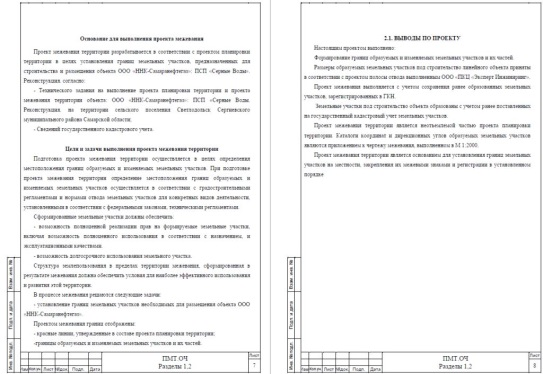 Основание для выполнения проекта межевания
Проект межевания территории разрабатывается в соответствии с проектом планировки
территории в целях установления границ земельных участков, предназначенных для
строительства и размещения объекта ООО «ННК-Самаранефтегаз»: ПСП «Серные Воды».
Реконструкция. согласно:
- Технического задания на выполнение проекта планировки территории и проекта
межевания территории объекта: ООО «ННК-Самаранефтегаз»: ПСП «Серные Воды.
Реконструкция. на территории сельского поселения Светлодольск Сергиевского
муниципального района Самарской области.
- Сведений государственного кадастрового учета.
Цели и задачи выполнения проекта межевания территории
Подготовка проекта межевания территории осуществляется в целях определения
местоположения границ образуемых и изменяемых земельных участков. При подготовке
проекта межевания территории определение местоположения границ образуемых и
изменяемых земельных участков осуществляется в соответствии с градостроительными
регламентами и нормами отвода земельных участков для конкретных видов деятельности,
установленными в соответствии с федеральными законами, техническими регламентами.
Сформированные земельные участки должны обеспечить:
- возможность полноценной реализации прав на формируемые земельные участки,
включая возможность полноценного использования в соответствии с назначением, и
эксплуатационными качествами.
- возможность долгосрочного использования земельного участка.
Структура землепользования в пределах территории межевания, сформированная в
результате межевания должна обеспечить условия для наиболее эффективного использования
и развития этой территории.
В процессе межевания решаются следующие задачи:
- установление границ земельных участков необходимых для размещения объекта ООО
«ННК-Самаранефтегаз».
Проектом межевания границ отображены:
- красные линии, утвержденные в составе проекта планировки территории;
-границы образуемых и изменяемых земельных участков и их частей.
Взам. инв. №
Подп. и дата
Инв. № подл.
Изм. Кол.уч. Лист №док. Подп. Дата
ПМТ.ОЧ
Разделы 1,2
Лист
7
2.1. ВЫВОДЫ ПО ПРОЕКТУ
Настоящим проектом выполнено:
Формирование границ образуемых и изменяемых земельных участков и их частей.
Размеры образуемых земельных участков под строительство линейного объекта приняты
в соответствии с проектом полосы отвода выполненным ООО «ПКЦ «Эксперт Инжиниринг».
Проект межевания выполняется с учетом сохранения ранее образованных земельных
участков, зарегистрированных в ГКН.
Земельные участки под строительство объекта образованы с учетом ранее поставленных
на государственный кадастровый учет земельных участков.
Проект межевания территории является неотъемлемой частью проекта планировки
территории. Каталоги координат и дирекционных углов образуемых земельных участков
являются приложением к чертежу межевания, выполненном в М 1:2000.
Проект межевания территории является основанием для установления границ земельных
участков на местности, закрепления их межевыми знаками и регистрации в установленном
порядке.
Взам. инв. №
Подп. и дата
Инв. № подл.
Изм. Кол.уч. Лист №док. Подп. Дата
ПМТ.ОЧ
Разделы 1,2
Лист
8